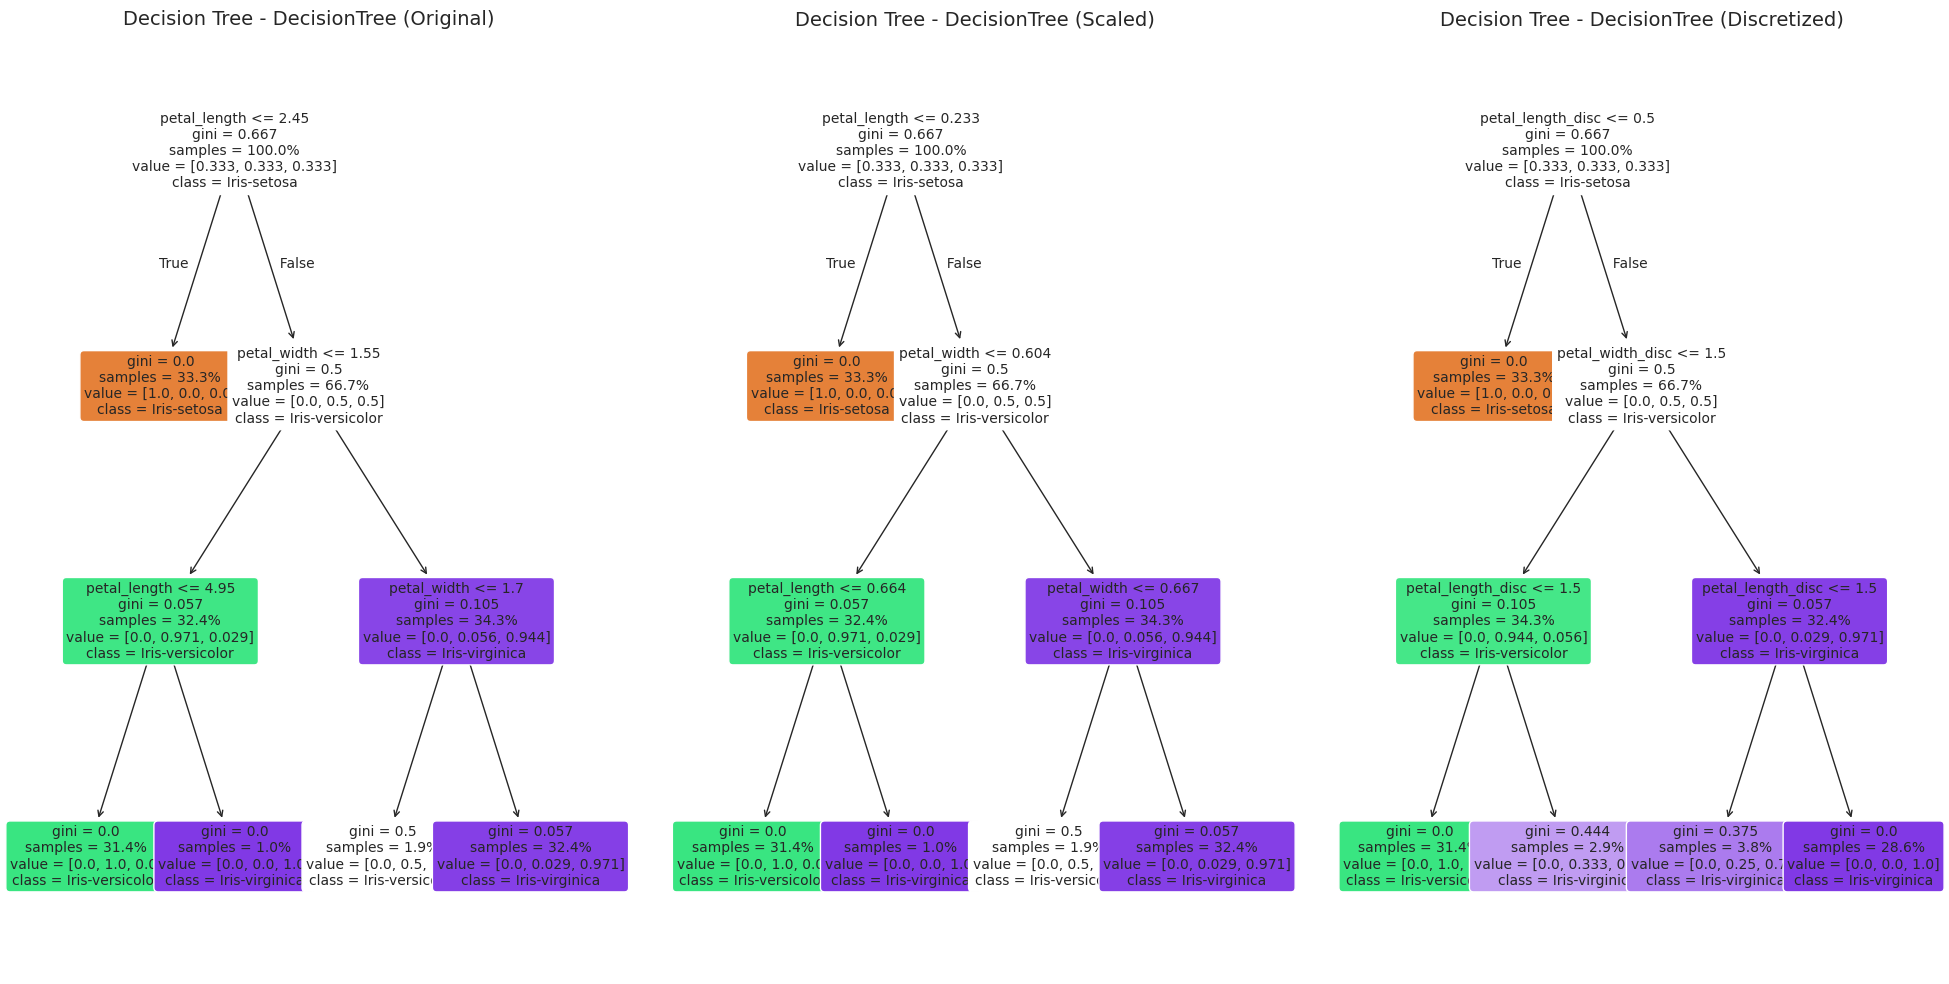 Decision Tree - DecisionTree (Original)
petal_length <= 2.45
gini = 0.667
samples = 100.0%
value = [0.333, 0.333, 0.333]
class = Iris-setosa
True
False
gini = 0.0
samples = 33.3%
value = [1.0, 0.0, 0.0
class = Iris-setosa
petal_width <= 1.55
gini = 0.5
samples = 66.7%
value = [0.0, 0.5, 0.5]
class = Iris-versicolor
petal_length <= 4.95
gini = 0.057
samples = 32.4%
value = [0.0, 0.971, 0.029]
class = Iris-versicolor
petal_width <= 1.7
gini = 0.105
samples = 34.3%
value = [0.0, 0.056, 0.944]
class = Iris-virginica
gini = 0.0
samples = 31.4%
value = [0.0, 1.0, 0.0
class = Iris-versicolo
gini = 0.0
samples = 1.0%
value = [0.0, 0.0, 1.0
class = Iris-virginica
gini = 0.5
samples = 1.9%
value = [0.0, 0.5,
class = Iris-versic
gini = 0.057
samples = 32.4%
value = [0.0, 0.029, 0.971]
class = Iris-virginica
Decision Tree - DecisionTree (Scaled)
petal_length <= 0.233
gini = 0.667
samples = 100.0%
value = [0.333, 0.333, 0.333]
class = Iris-setosa
True
False
gini = 0.0
samples = 33.3%
value = [1.0, 0.0, 0.0
class = Iris-setosa
petal_width <= 0.604
gini = 0.5
samples = 66.7%
value = [0.0, 0.5, 0.5]
class = Iris-versicolor
petal_length <= 0.664
gini = 0.057
samples = 32.4%
value = [0.0, 0.971, 0.029]
class = Iris-versicolor
petal_width <= 0.667
gini = 0.105
samples = 34.3%
value = [0.0, 0.056, 0.944]
class = Iris-virginica
gini = 0.0
samples = 31.4%
value = [0.0, 1.0, 0.0
class = Iris-versicolo
gini = 0.0
samples = 1.0%
value = [0.0, 0.0, 1.0
class = Iris-virginica
gini = 0.5
samples = 1.9%
value = [0.0, 0.5,
class = Iris-versic
gini = 0.057
samples = 32.4%
value = [0.0, 0.029, 0.971]
class = Iris-virginica
Decision Tree - DecisionTree (Discretized)
petal_length_disc <= 0.5
gini = 0.667
samples = 100.0%
value = [0.333, 0.333, 0.333]
class = Iris-setosa
True
False
gini = 0.0
samples = 33.3%
value = [1.0, 0.0, 0
class = Iris-setosa
petal_width_disc <= 1.5
gini = 0.5
samples = 66.7%
value = [0.0, 0.5, 0.5]
class = Iris-versicolor
petal_length_disc <= 1.5
gini = 0.105
samples = 34.3%
value = [0.0, 0.944, 0.056]
class = Iris-versicolor
petal_length_disc <= 1.5
gini = 0.057
samples = 32.4%
value = [0.0, 0.029, 0.971]
class = Iris-virginica
gini = 0.0
samples = 31.4%
value = [0.0, 1.0,
class = Iris-versic
gini = 0.444
samples = 2.9%
value = [0.0, 0.333, 0
class = Iris-virginic
gini = 0.375
samples = 3.8%
value = [0.0, 0.25, 0.7
class = Iris-virginica
gini = 0.0
samples = 28.6%
value = [0.0, 0.0, 1.0]
class = Iris-virginica